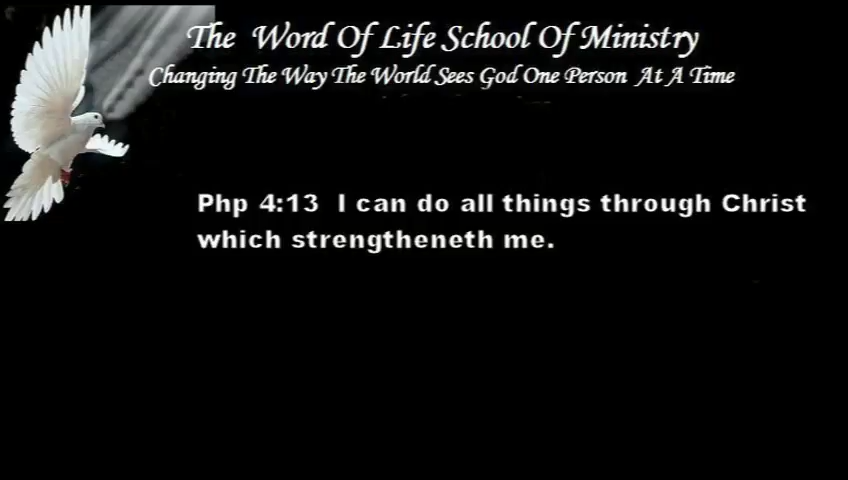 The Word Of Life School Of Ministry
Changing The Way The World Sees God One Person At A Time
Php 4:13 I can do all things through Christ
which strengtheneth me.